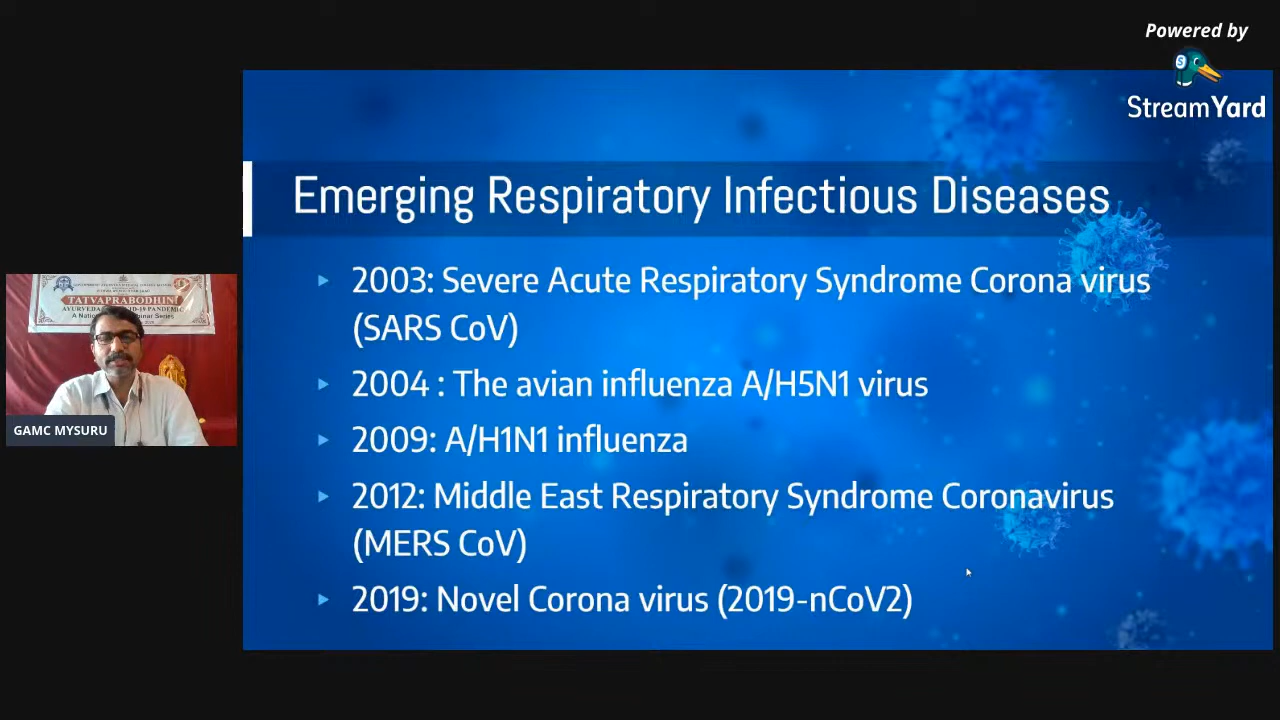 Powered by
StreamYard
Emerging Respiratory Infectious Diseases
2003: Severe Acute Respiratory Syndrome Corona virus
(SARS CoV)
2004 : The avian influenza A/H5N1 virus
2009: A/H1N1 influenza
2012: Middle East Respiratory Syndrome Coronavirus
(MERS CoV)
2019: Novel Corona virus (2019-nCoV2)
TATVAPRABODHINI
GAMC MYSURU